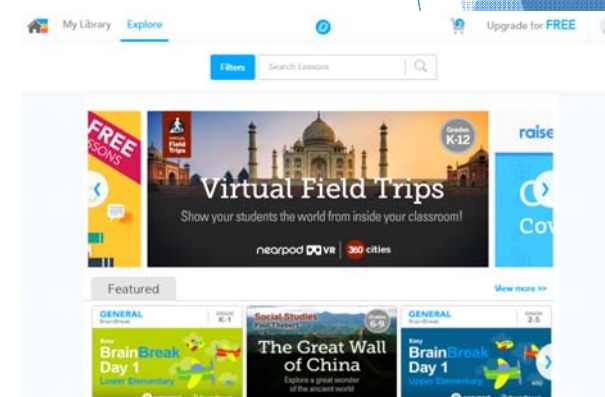 My Library Explore
Upgrade for FREE
Filters
Search Lessons
FREE
SONS
Virtual
Field
Trips
Grades
K-12
Virtual Field Trips
Show your students the world from inside your classroom!
nearpod VR 360 cities
raise
Cov
Featured
View more >>
GENERAL
BrainBreak
GRADE
K-1
Easy
BrainBreak
Day 1
Lower Elementary
Social Studies
Paul Thebert
Grades
6-9
The Great Wall
of China
Explore a great wonder
of the ancient world
GENERAL
BrainBreak
GRADE
2-5
Easy
BrainBreak
Day 1
Upper Elementary